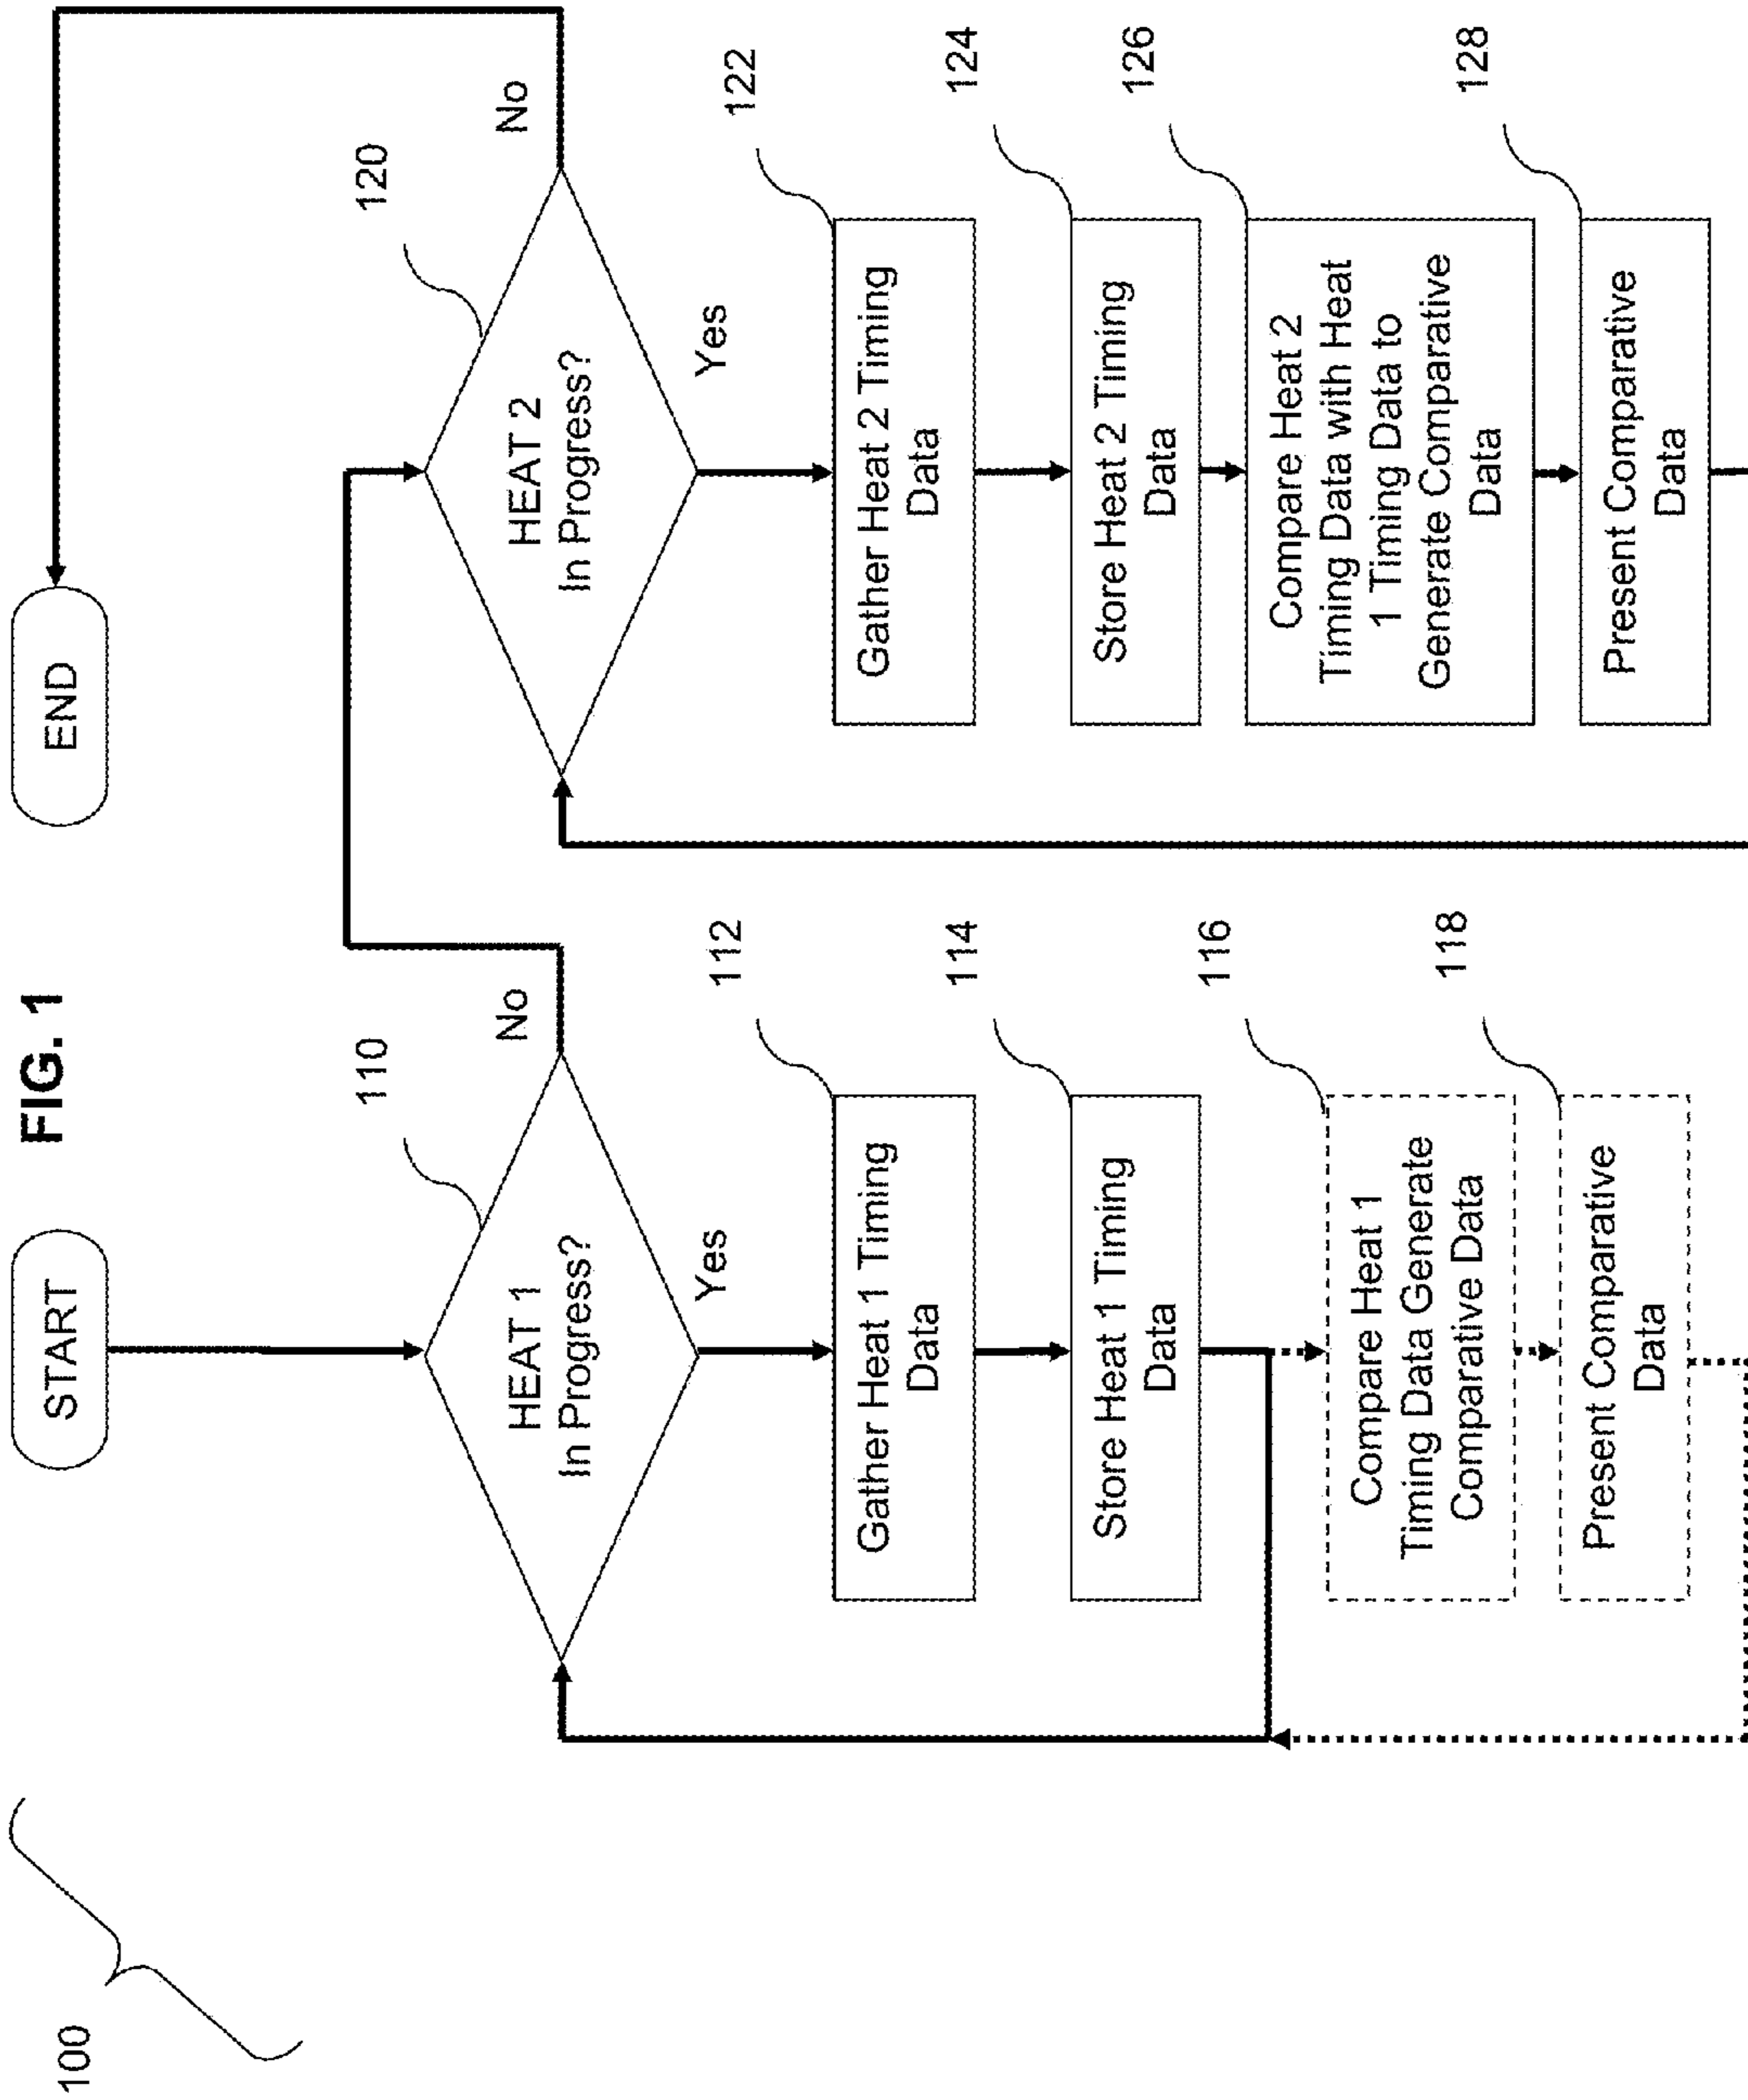 FIG. 1
100
START
END
110
HEAT 1
In Progress?
No
Yes
112
Gather Heat 1 Timing
Data
114
Store Heat 1 Timing
Data
116
Compare Heat 1
Timing Data Generate
Comparative Data
118
Present Comparative
Data
120
HEAT 2
In Progress?
No
Yes
122
Gather Heat 2 Timing
Data
124
Store Heat 2 Timing
Data
126
Compare Heat 2
Timing Data with Heat
1 Timing Data to
Generate Comparative
Data
128
Present Comparative
Data